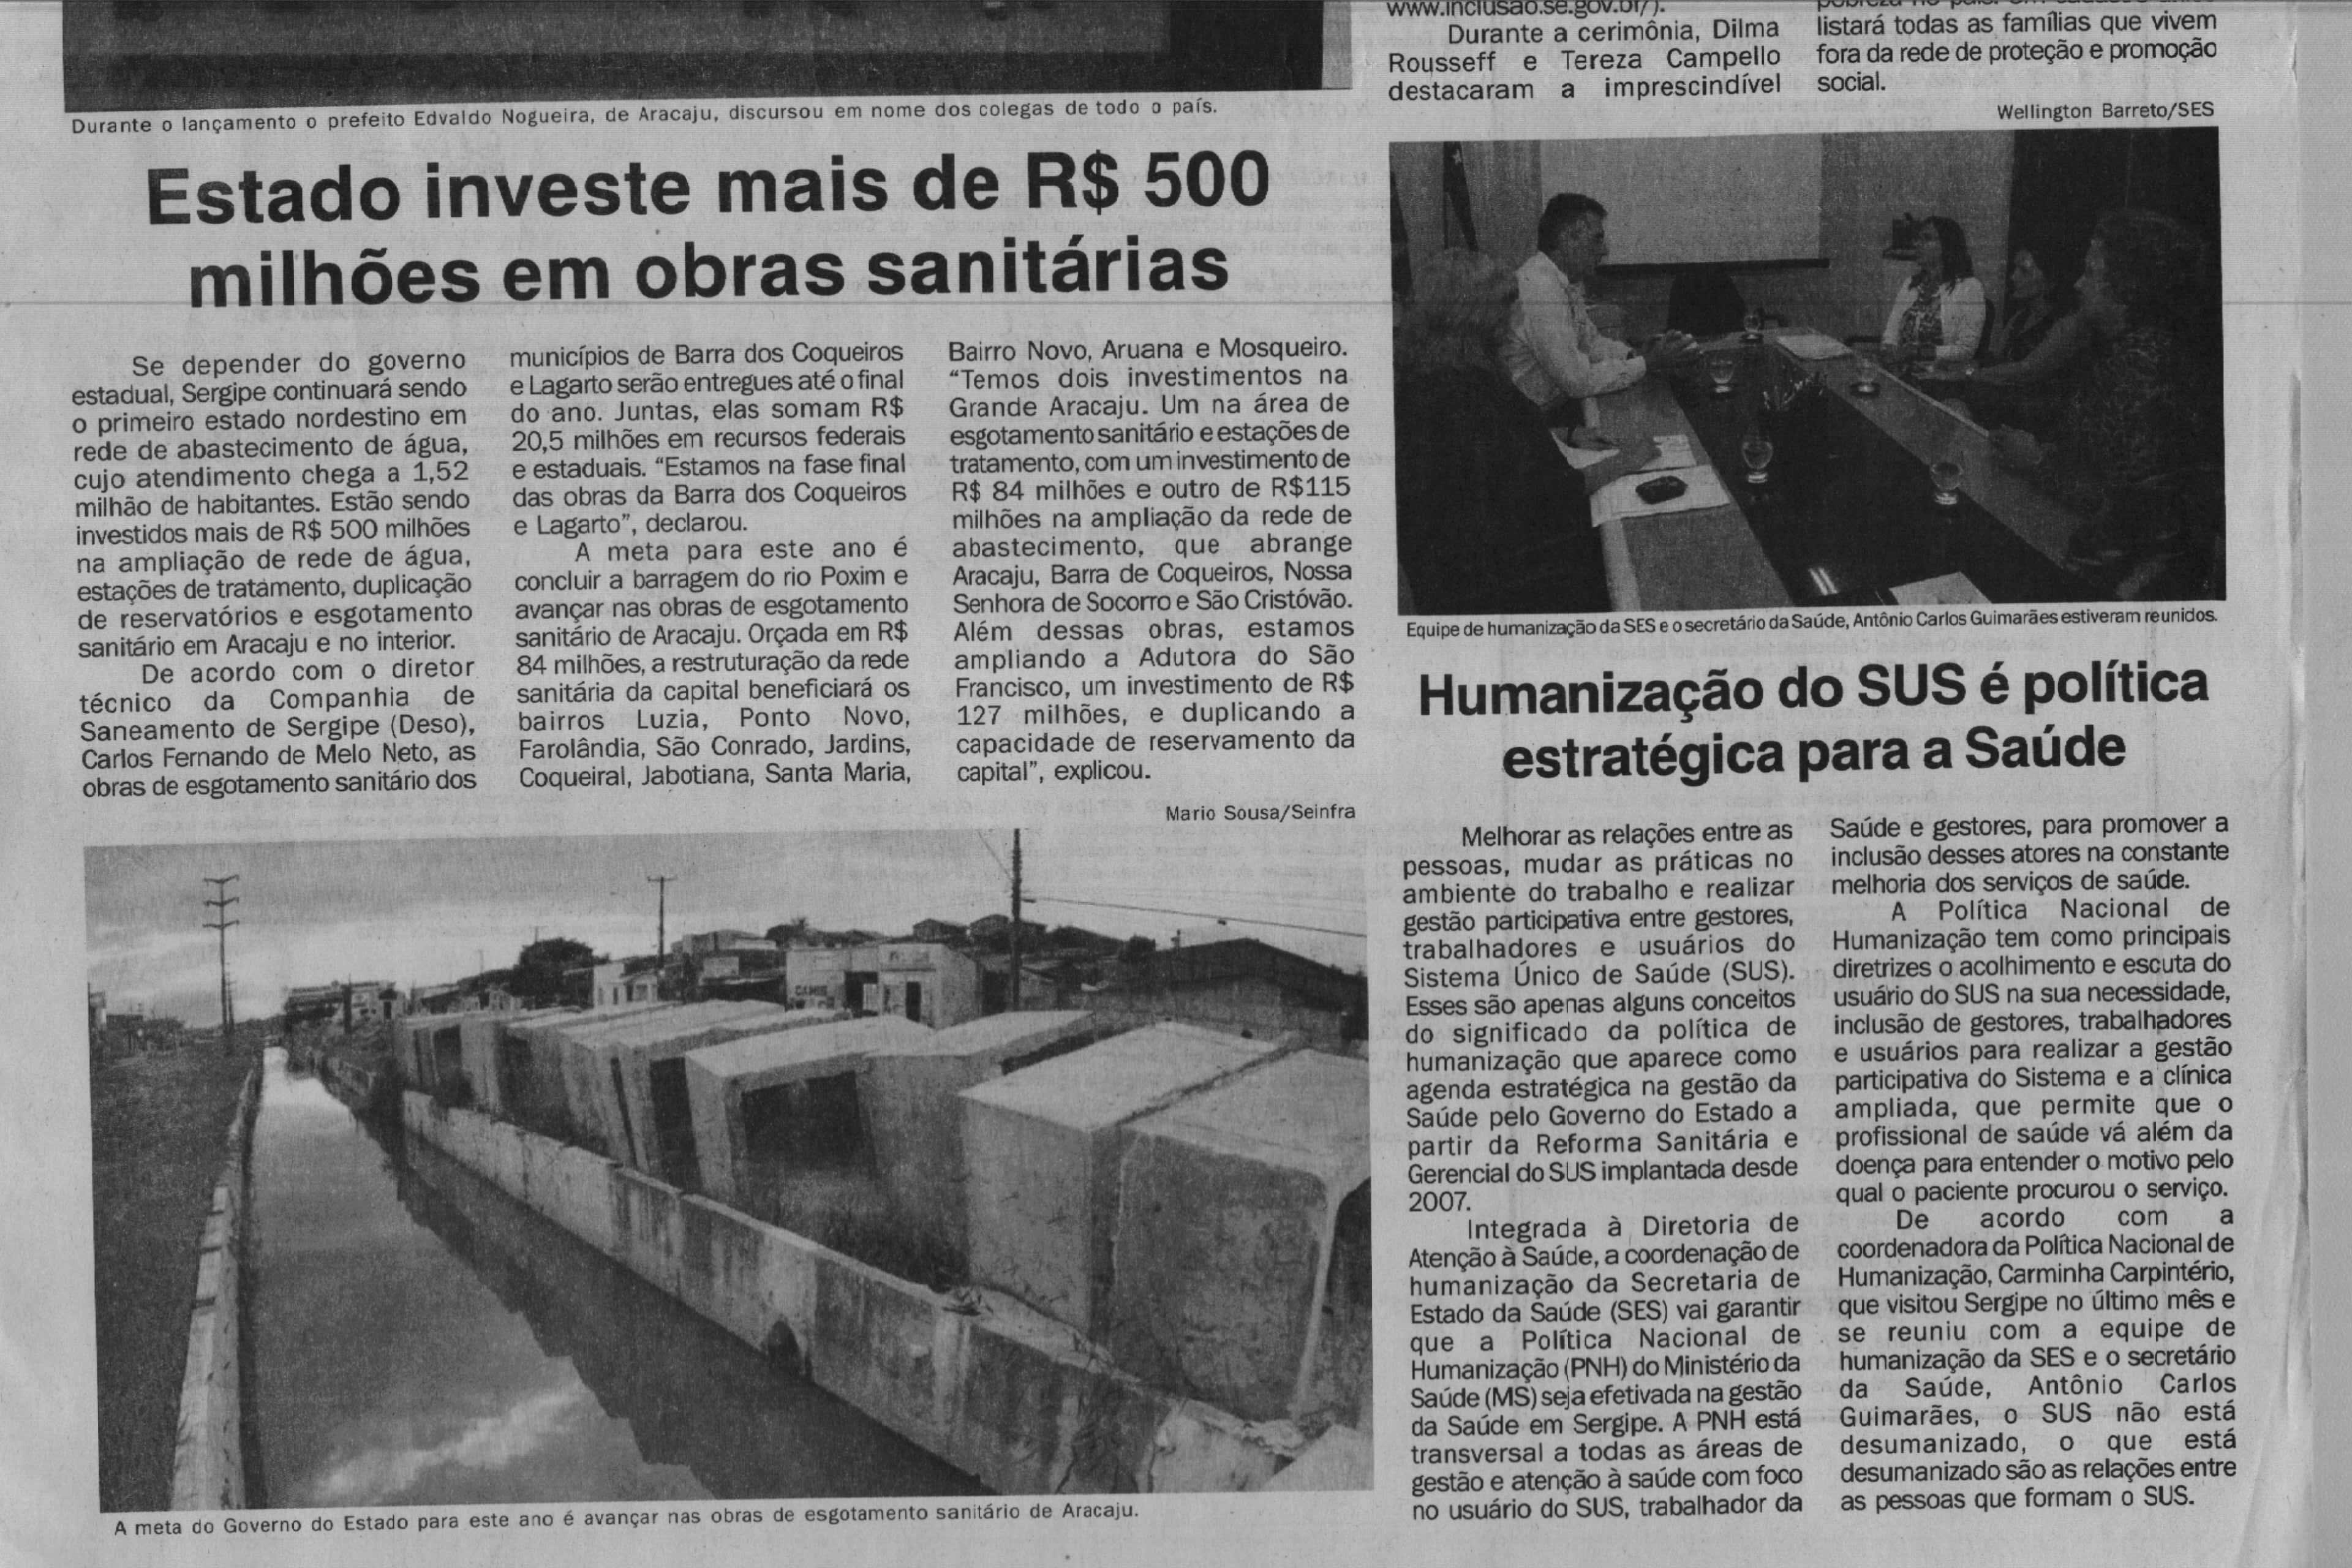 Durante o lançamento o prefeito Edvaldo Nogueira, de Aracaju, discursou em nome dos colegas de todo o país.
Estado investe mais de R$ 500
milhões em obras sanitárias
Se depender do governo
estadual, Sergipe continuará sendo
o primeiro estado nordestino em
rede de abastecimento de água,
cujo atendimento chega a 1,52
milhão de habitantes. Estão sendo
investidos mais de R$ 500 milhões
na ampliação de rede de água,
estações de tratamento, duplicação
de reservatórios e esgotamento
sanitário em Aracaju e no interior.
De acordo com o diretor
técnico da Companhia de
Saneamento de Sergipe (Deso),
Carlos Fernando de Melo Neto, as
obras de esgotamento sanitário dos
municípios de Barra dos Coqueiros
e Lagarto serão entregues até o final
do ano. Juntas, elas somam R$
20,5 milhões em recursos federais
e estaduais. “Estamos na fase final
das obras da Barra dos Coqueiros
e Lagarto”, declarou.
A meta para este ano é
concluir a barragem do rio Poxim e
avançar nas obras de esgotamento
sanitário de Aracaju. Orçada em R$
84 milhões, a restruturação da rede
sanitária da capital beneficiará os
bairros Luzia, Ponto Novo,
Farolândia, São Conrado, Jardins,
Coqueiral, Jabotiana, Santa Maria,
Bairro Novo, Aruana e Mosqueiro.
“Temos dois investimentos na
Grande Aracaju. Um na área de
esgotamento sanitário e estações de
tratamento, com um investimento de
R$ 84 milhões e outro de R$115
milhões na ampliação da rede de
abastecimento, que abrange
Aracaju, Barra de Coqueiros, Nossa
Senhora de Socorro e São Cristóvão.
Além dessas obras, estamos
ampliando a Adutora do São
Francisco, um investimento de R$
127 milhões, e duplicando a
capacidade de reservamento da
capital”, explicou.
Mario Sousa/Seinfra
A meta do Governo do Estado para este ano é avançar nas obras de esgotamento sanitário de Aracaju.
www.inclusao.se.gov.br/).
Durante a cerimônia, Dilma
Rousseff e Tereza Campello
destacaram a imprescindível
listará todas as famílias que vivem
fora da rede de proteção e promoção
social.
Wellington Barreto/SES
Equipe de humanização da SES e o secretário da Saúde, Antônio Carlos Guimarães estiveram reunidos.
Humanização do SUS é política
estratégica para a Saúde
Melhorar as relações entre as
pessoas, mudar as práticas no
ambiente do trabalho e realizar
gestão participativa entre gestores,
trabalhadores e usuários do
Sistema Único de Saúde (SUS).
Esses são apenas alguns conceitos
do significado da política de
humanização que aparece como
agenda estratégica na gestão da
Saúde pelo Governo do Estado a
partir da Reforma Sanitária e
Gerencial do SUS implantada desde
2007.
Integrada à Diretoria de
Atenção à Saúde, a coordenação de
humanização da Secretaria de
Estado da Saúde (SES) vai garantir
que a Política Nacional de
Humanização (PNH) do Ministério da
Saúde (MS) seja efetivada na gestão
da Saúde em Sergipe. A PNH está
transversal a todas as áreas de
gestão e atenção à saúde com foco
no usuário do SUS, trabalhador da
Saúde e gestores, para promover a
inclusão desses atores na constante
melhoria dos serviços de saúde.
A Política Nacional de
Humanização tem como principais
diretrizes o acolhimento e escuta do
usuário do SUS na sua necessidade,
inclusão de gestores, trabalhadores
e usuários para realizar a gestão
participativa do Sistema e a clínica
ampliada, que permite que o
profissional de saúde vá além da
doença para entender o motivo pelo
qual o paciente procurou o serviço.
De acordo com a
coordenadora da Política Nacional de
Humanização, Carminha Carpintério,
que visitou Sergipe no último mês e
se reuniu com a equipe de
humanização da SES e o secretário
da Saúde, Antônio Carlos
Guimarães, o SUS não está
desumanizado, o que está
desumanizado são as relações entre
as pessoas que formam o SUS.